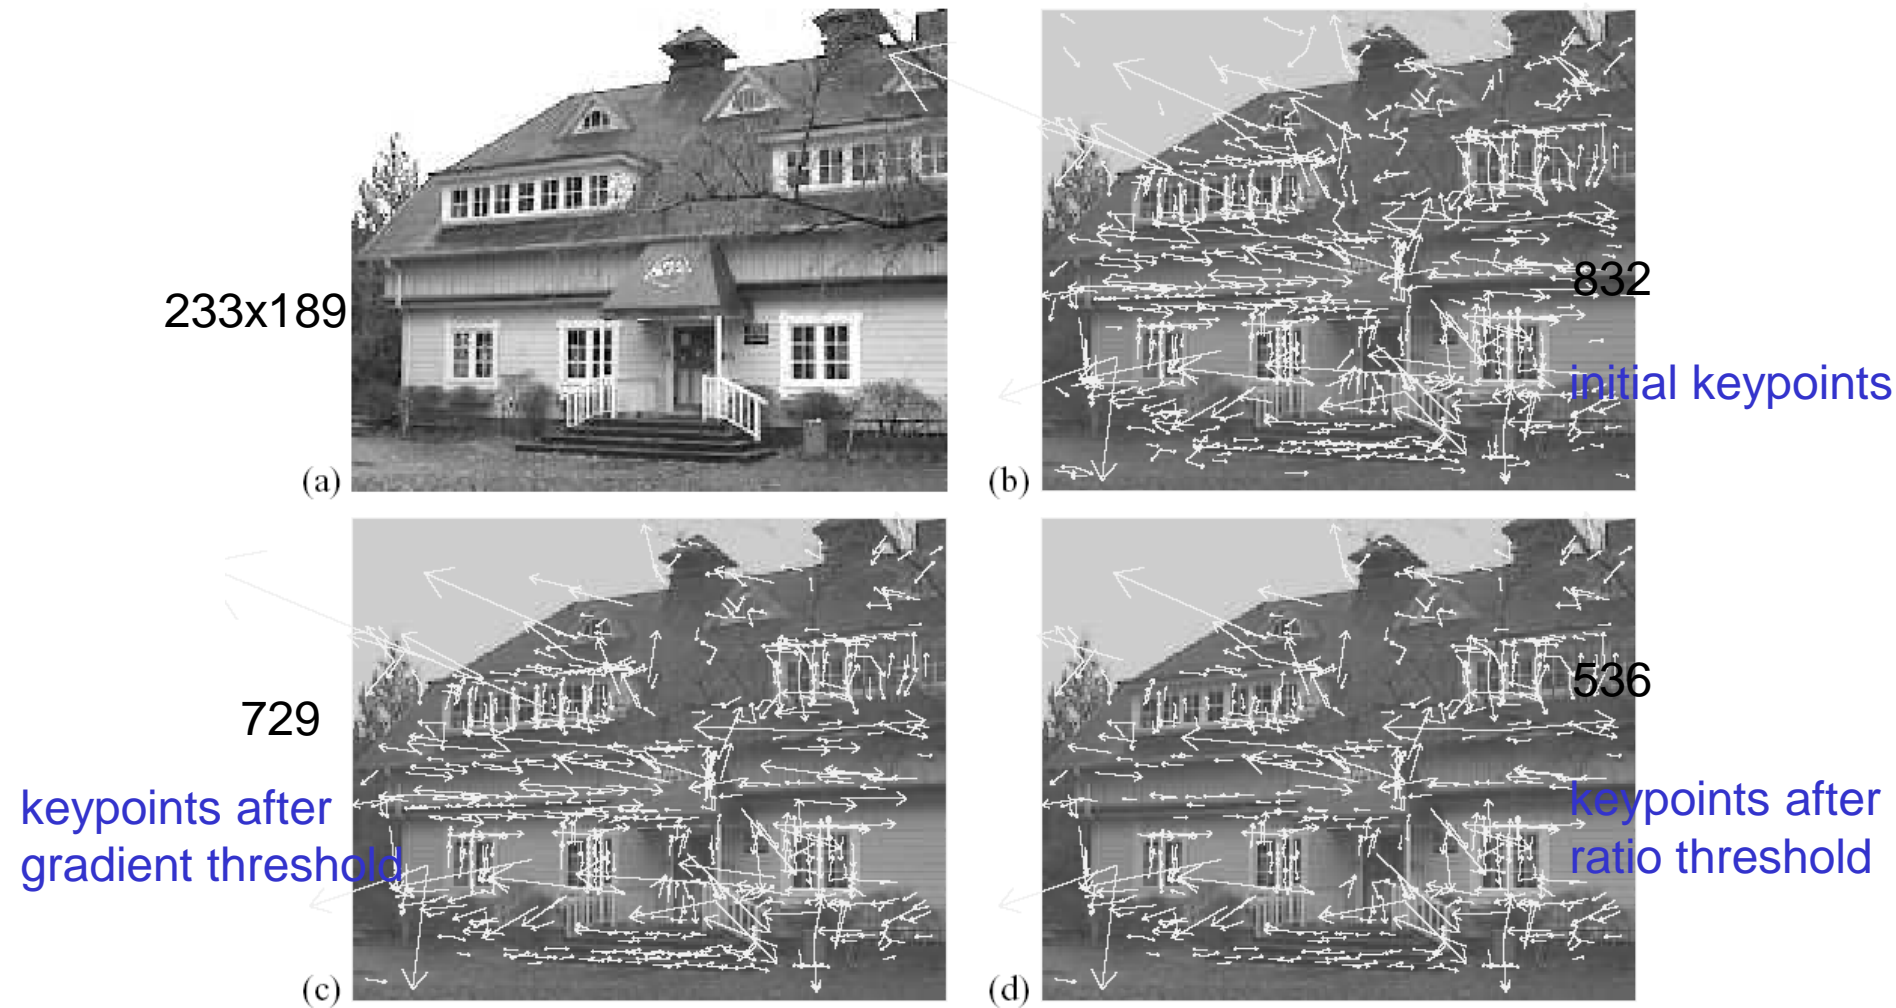 233x189
(a)
832
initial keypoints
(b)
729
keypoints after
gradient threshold
(c)
536
keypoints after
ratio threshold
(d)